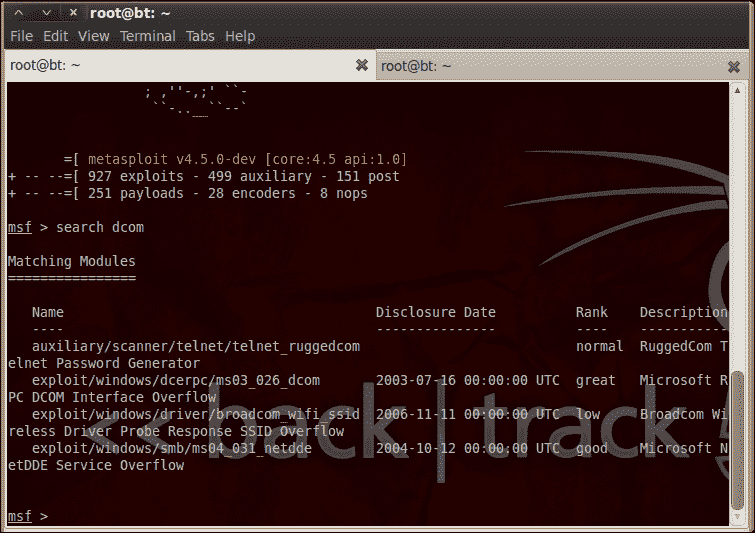 root@bt: ~
File Edit View Terminal Tabs Help
root@bt: ~
root@bt: ~
; ,''-,;' ``-
``-..__``--`
=[ metasploit v4.5.0-dev [core:4.5 api:1.0]
+ -- --=[ 927 exploits - 499 auxiliary - 151 post
+ -- --=[ 251 payloads - 28 encoders - 8 nops
msf > search dcom
Matching Modules
================
Name Disclosure Date Rank Description
---- --------------- ---- -----------
auxiliary/scanner/telnet/telnet_ruggedcom normal RuggedCom T
elnet Password Generator
exploit/windows/dcerpc/ms03_026_dcom 2003-07-16 00:00:00 UTC great Microsoft R
PC DCOM Interface Overflow
exploit/windows/driver/broadcom_wifi_ssid 2006-11-11 00:00:00 UTC low Broadcom Wi
reless Driver Probe Response SSID Overflow
exploit/windows/smb/ms04_031_netdde 2004-10-12 00:00:00 UTC good Microsoft N
etDDE Service Overflow
<< back | track 5
msf >